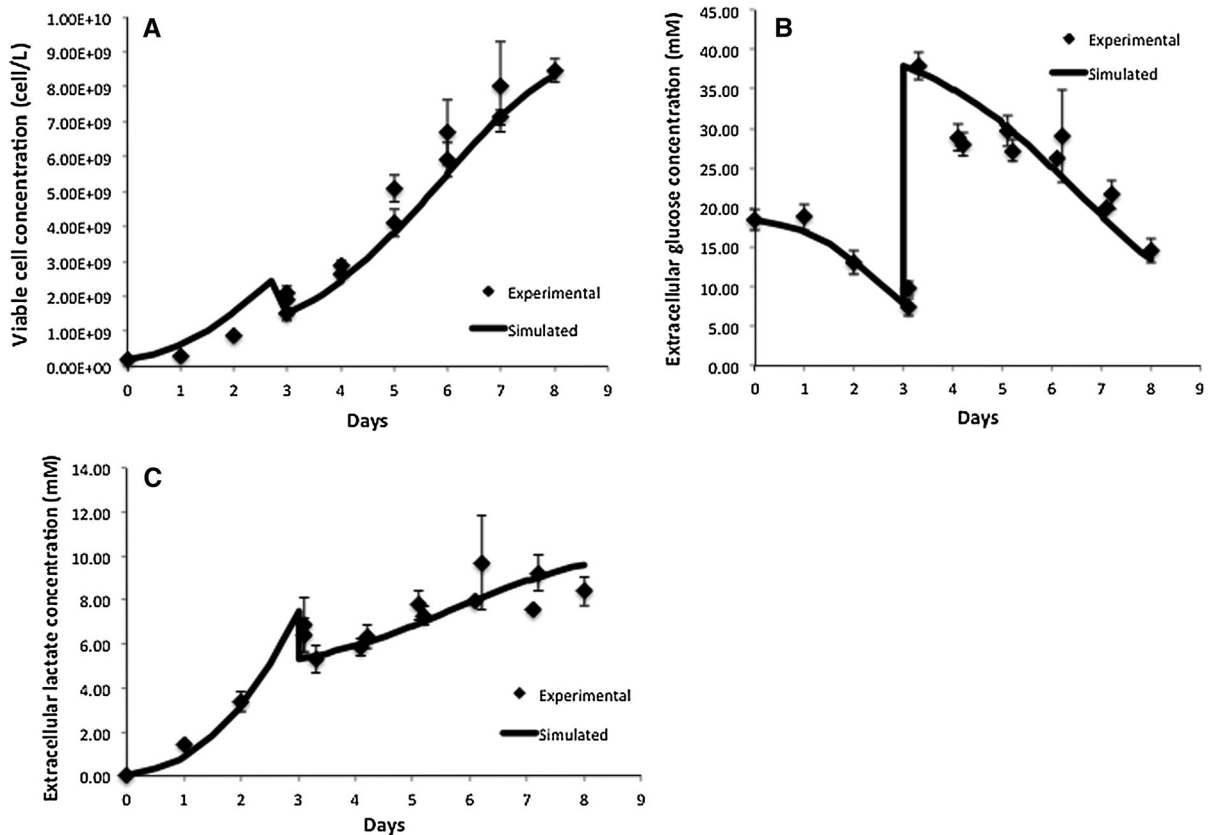 A
Viable cell concentration (cell/L)
1.00E+10
9.00E+09
8.00E+09
7.00E+09
6.00E+09
5.00E+09
4.00E+09
3.00E+09
2.00E+09
1.00E+09
0.00E+00
Experimental
Simulated
0 1 2 3 4 5 6 7 8 9
Days
B
Extracellular glucose concentration (mM)
45.00
40.00
35.00
30.00
25.00
20.00
15.00
10.00
5.00
0.00
Experimental
Simulated
0 1 2 3 4 5 6 7 8 9
Days
C
Extracellular lactate concentration (mM)
14.00
12.00
10.00
8.00
6.00
4.00
2.00
0.00
Experimental
Simulated
0 1 2 3 4 5 6 7 8 9
Days